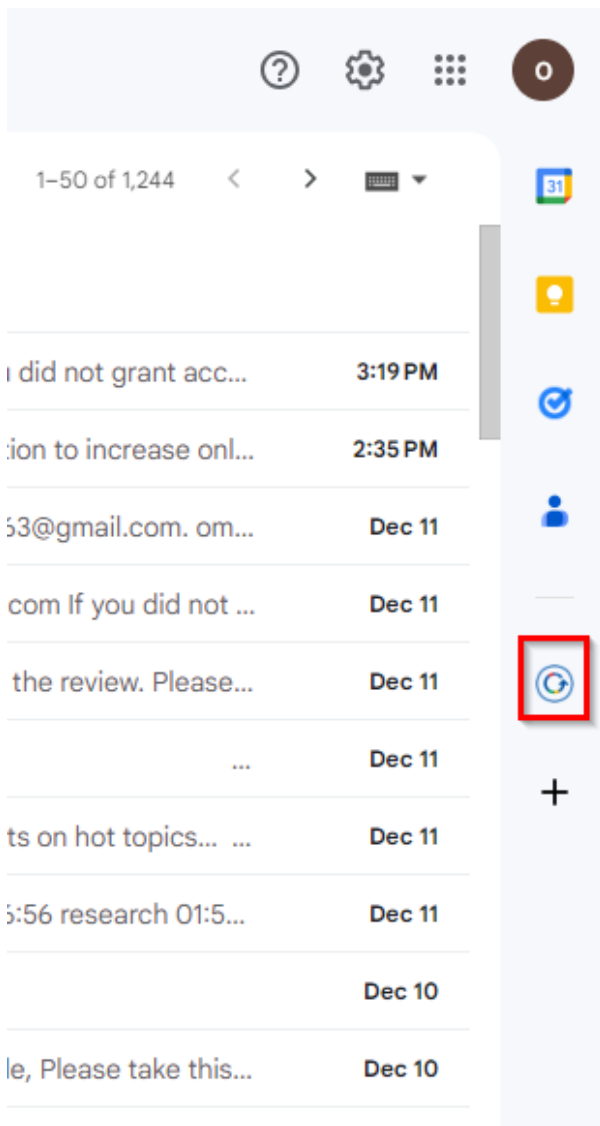 O
1–50 of 1,244
31
did not grant acc... 3:19 PM
tion to increase onl... 2:35 PM
63@gmail.com. om... Dec 11
com If you did not ... Dec 11
the review. Please... Dec 11
... Dec 11
ts on hot topics... ... Dec 11
:56 research 01:5... Dec 11
Dec 10
le, Please take this... Dec 10